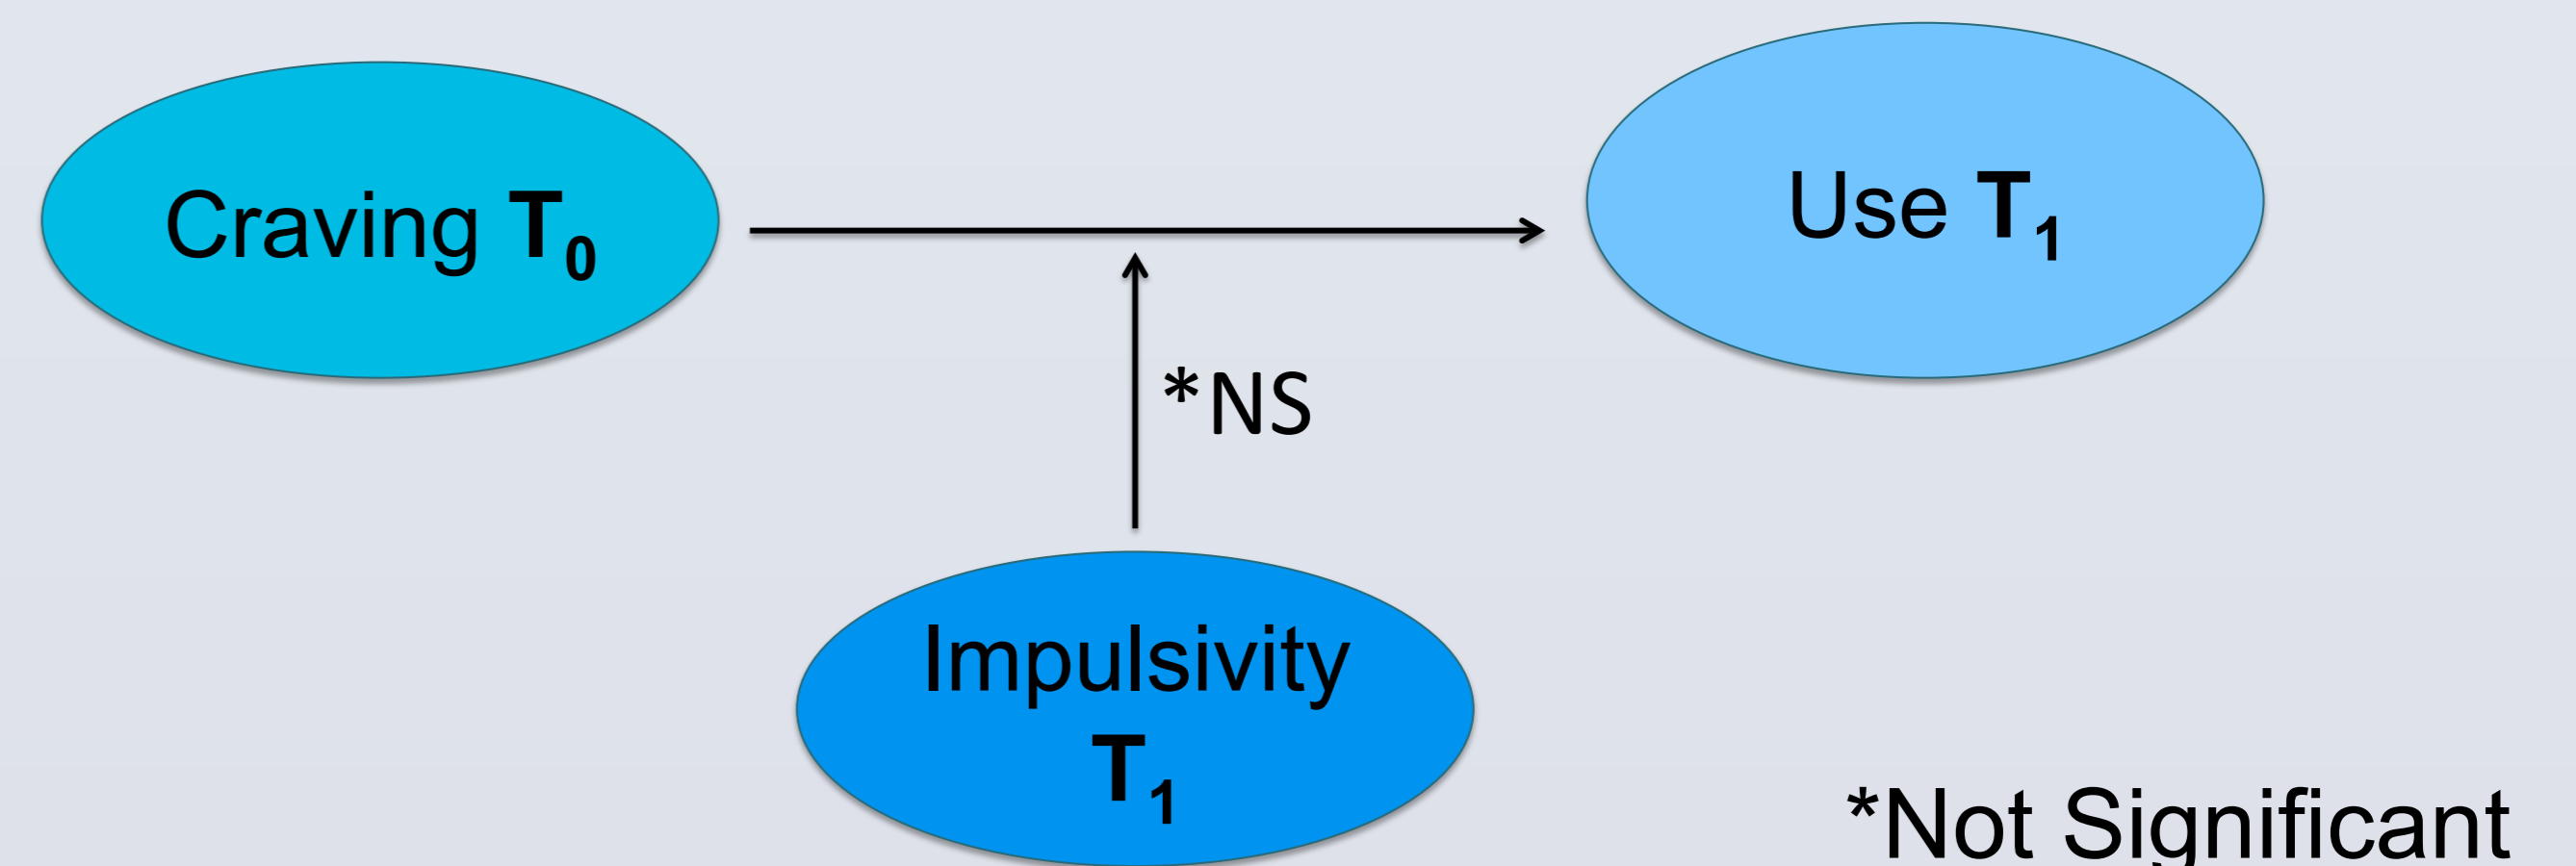 Craving T₀
Use T₁
*NS
Impulsivity
T₁
*Not Significant